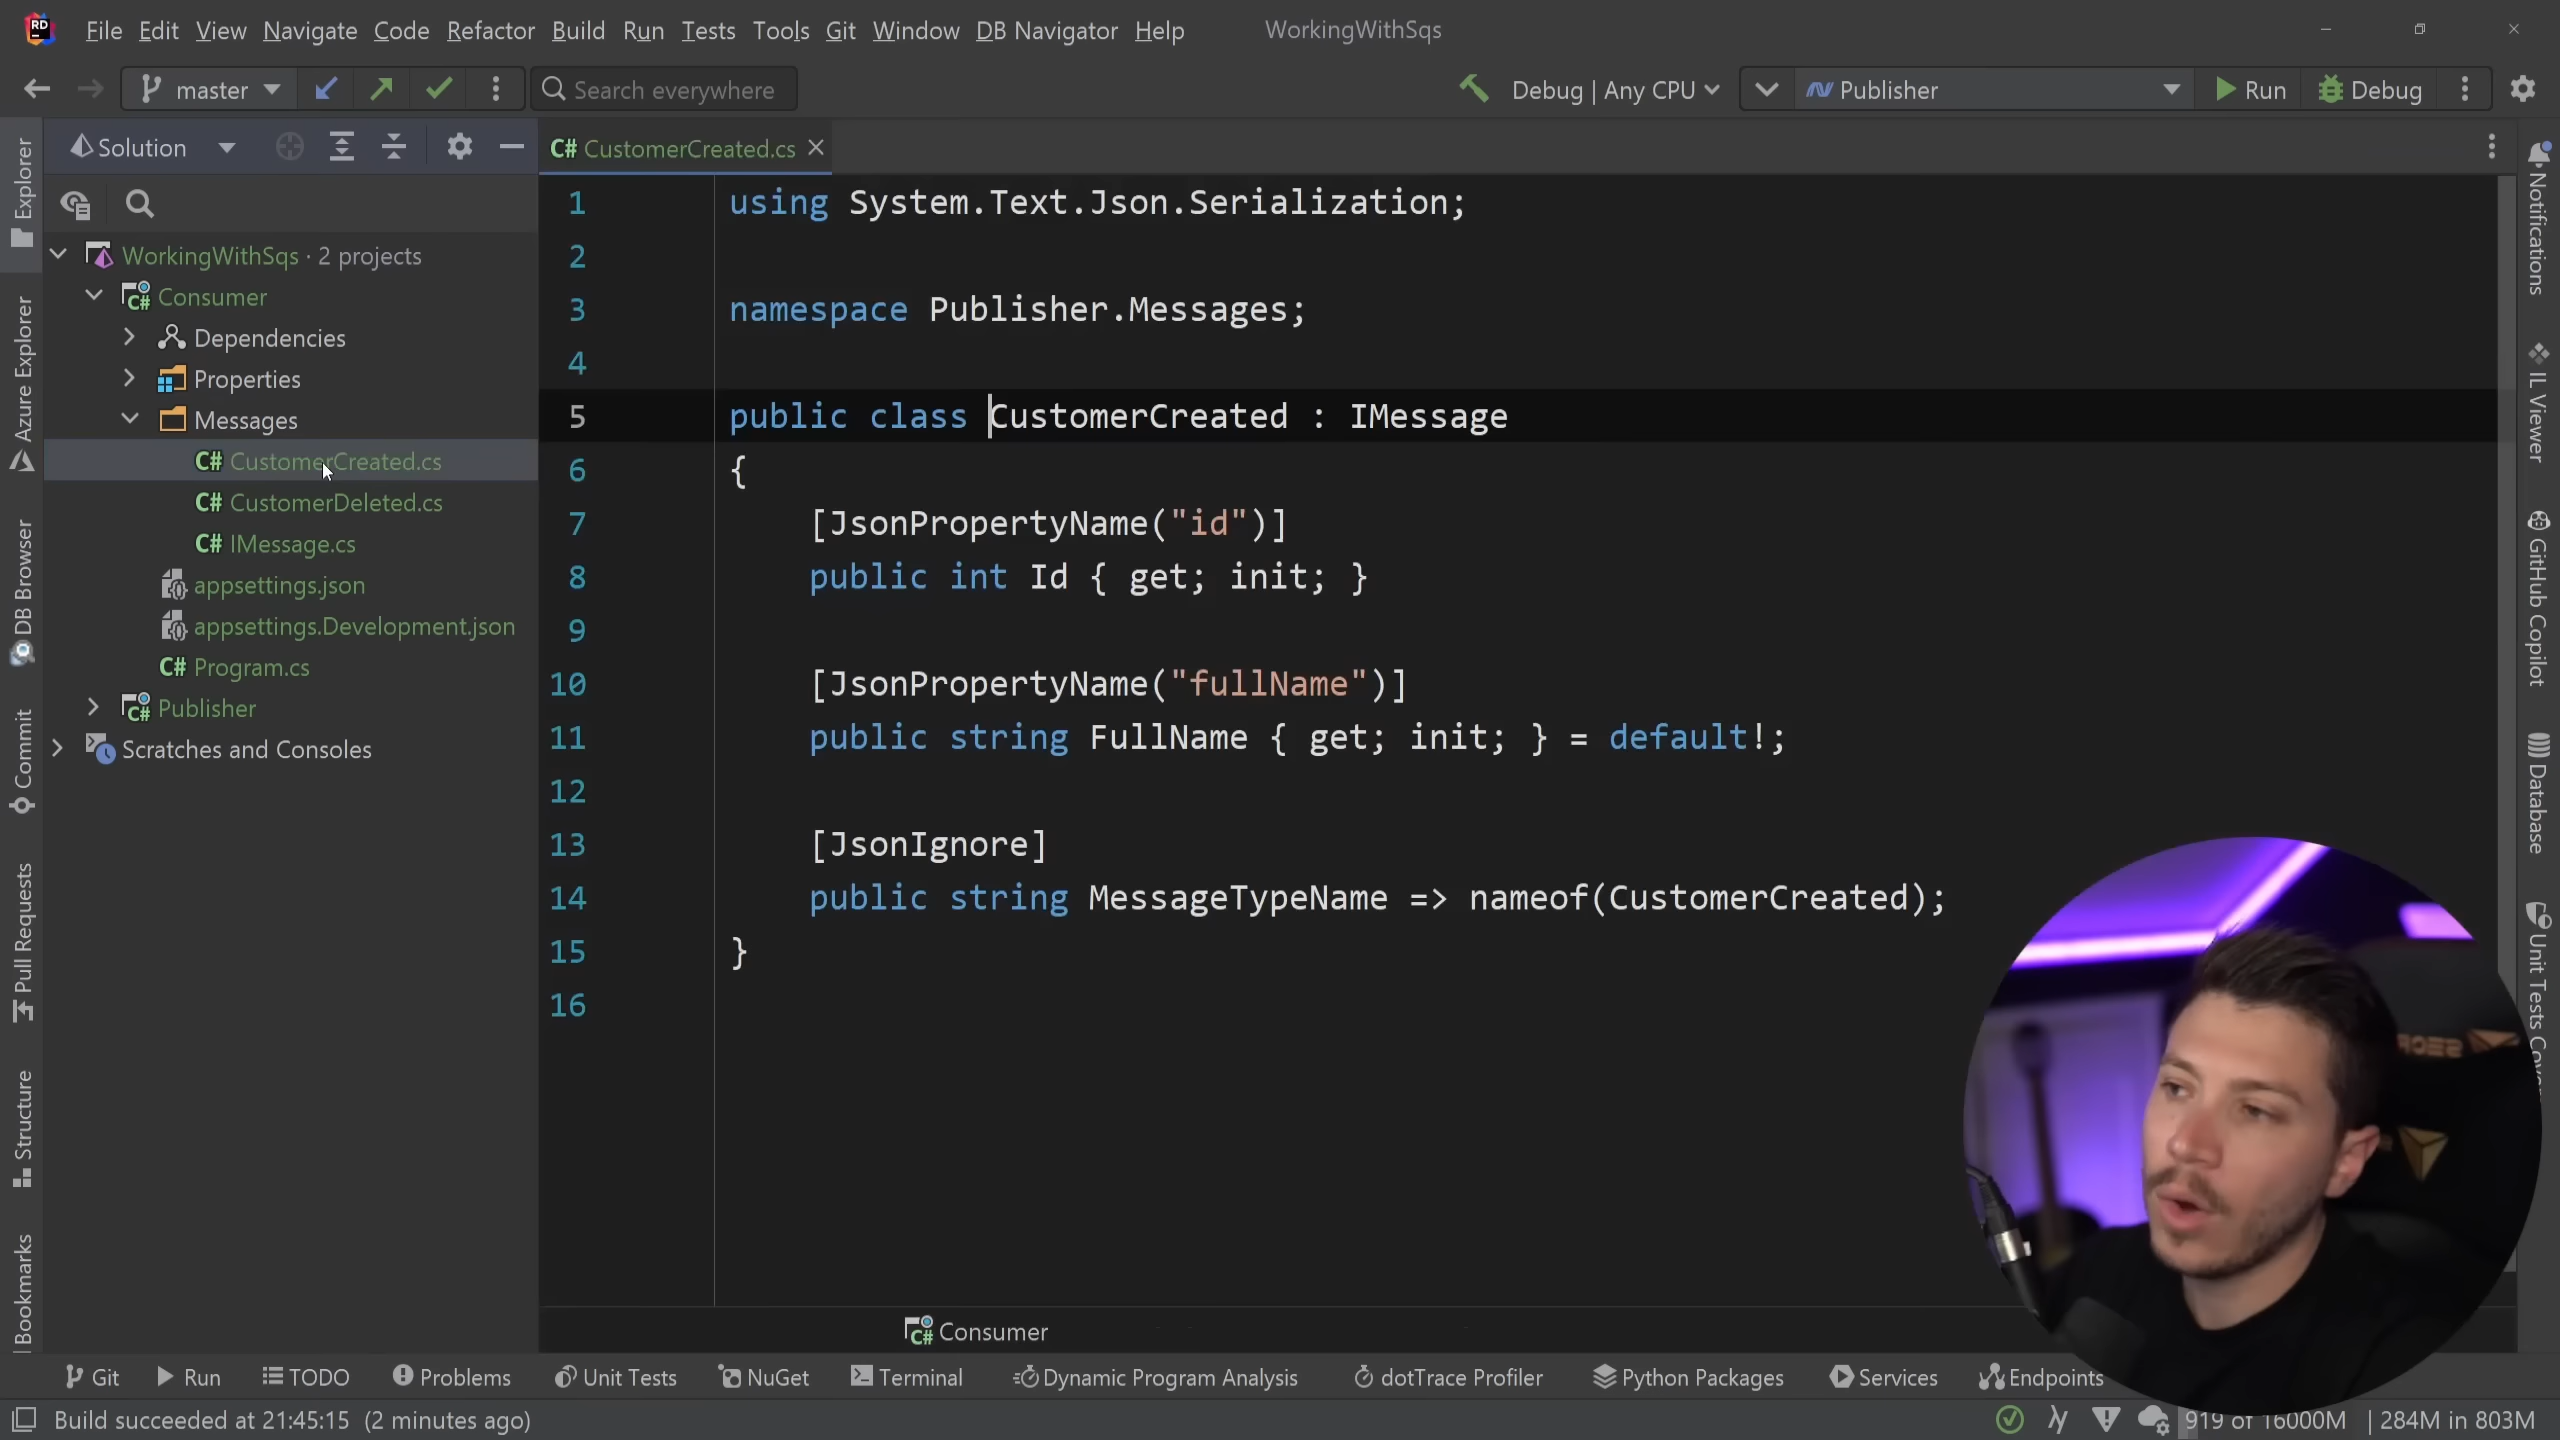 RD File Edit View Navigate Code Refactor Build Run Tests Tools Git Window DB Navigator Help WorkingWithSqs
master Search everywhere Debug | Any CPU Publisher Run Debug
Solution
C# CustomerCreated.cs
WorkingWithSqs · 2 projects
C# Consumer
Dependencies
Properties
Messages
C# CustomerCreated.cs
C# CustomerDeleted.cs
C# IMessage.cs
appsettings.json
appsettings.Development.json
C# Program.cs
C# Publisher
Scratches and Consoles
Explorer
Azure Explorer
DB Browser
Commit
Pull Requests
Structure
Bookmarks
1 using System.Text.Json.Serialization;
2
3 namespace Publisher.Messages;
4
5 public class CustomerCreated : IMessage
6 {
7 [JsonPropertyName("id")]
8 public int Id { get; init; }
9
10 [JsonPropertyName("fullName")]
11 public string FullName { get; init; } = default!;
12
13 [JsonIgnore]
14 public string MessageTypeName => nameof(CustomerCreated);
15 }
16
Notifications
IL Viewer
GitHub Copilot
Database
Unit Tests
C# Consumer
Git Run TODO Problems Unit Tests NuGet Terminal Dynamic Program Analysis dotTrace Profiler Python Packages Services Endpoints
Build succeeded at 21:45:15 (2 minutes ago) 919 of 16000M 284M in 803M